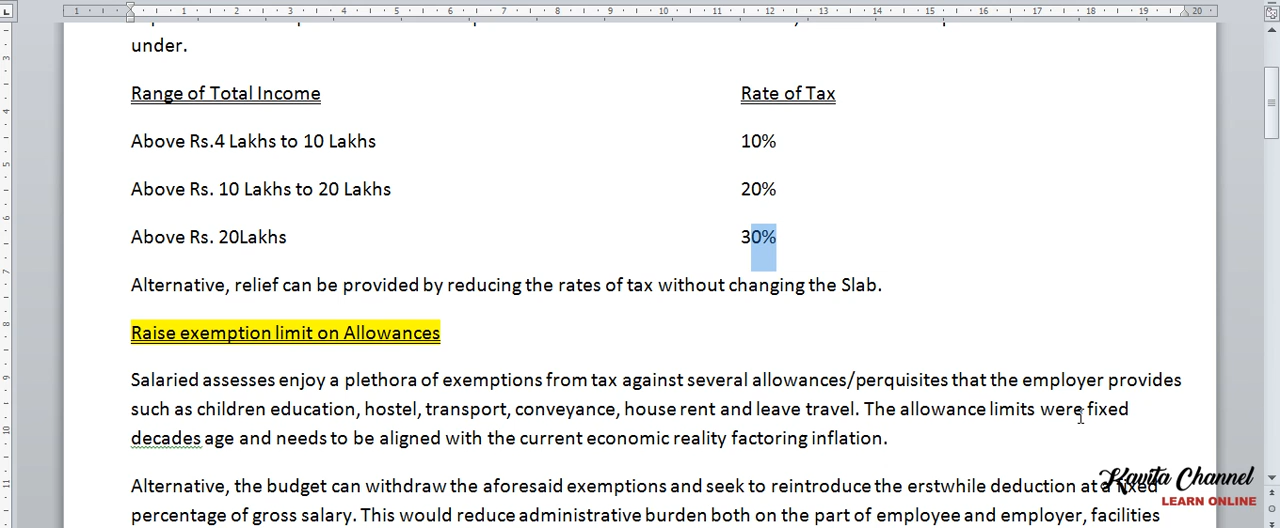 under.
Range of Total Income Rate of Tax
Above Rs.4 Lakhs to 10 Lakhs 10%
Above Rs. 10 Lakhs to 20 Lakhs 20%
Above Rs. 20Lakhs 30%
Alternative, relief can be provided by reducing the rates of tax without changing the Slab.
Raise exemption limit on Allowances
Salaried assesses enjoy a plethora of exemptions from tax against several allowances/perquisites that the employer provides
such as children education, hostel, transport, conveyance, house rent and leave travel. The allowance limits were fixed
decades age and needs to be aligned with the current economic reality factoring inflation.
Alternative, the budget can withdraw the aforesaid exemptions and seek to reintroduce the erstwhile deduction at a fixed
percentage of gross salary. This would reduce administrative burden both on the part of employee and employer, facilities
Kavita Channel
LEARN ONLINE